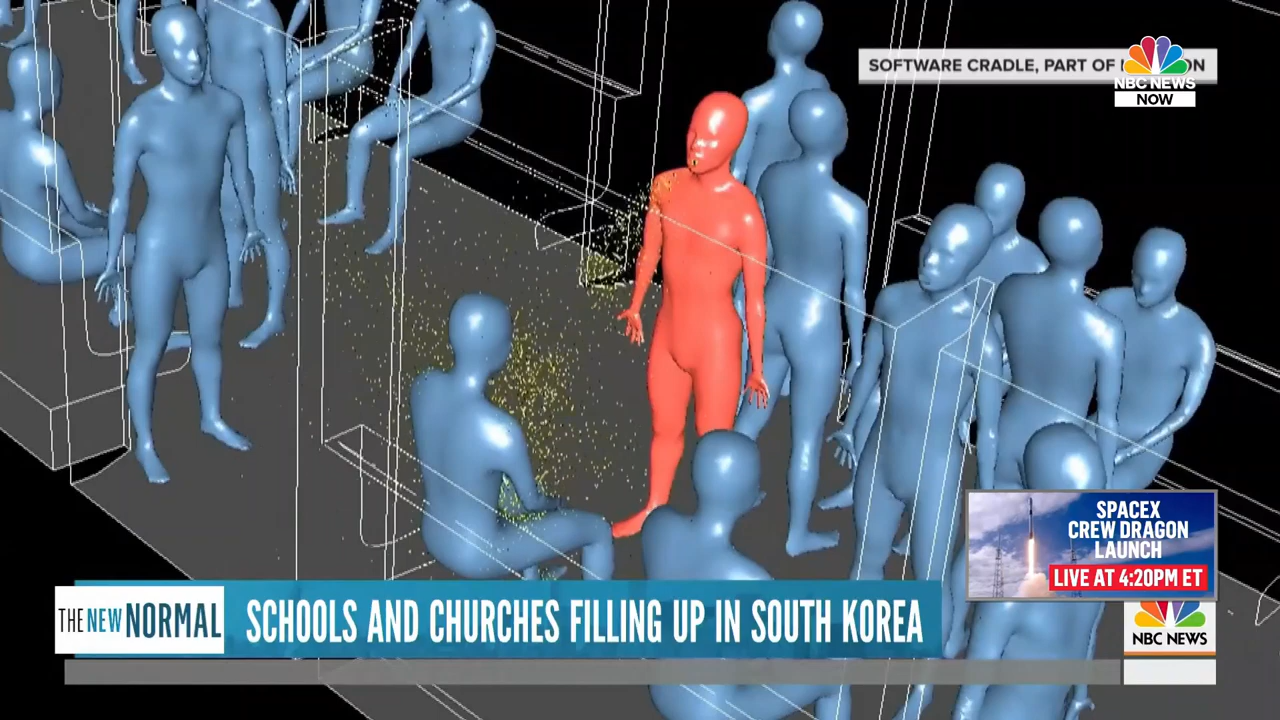 SOFTWARE CRADLE, PART OF
ON
NBC NEWS
NOW
SPACEX
CREW DRAGON
LAUNCH
LIVE AT 4:20PM ET
THE NEW NORMAL
SCHOOLS AND CHURCHES FILLING UP IN SOUTH KOREA
NBC NEWS